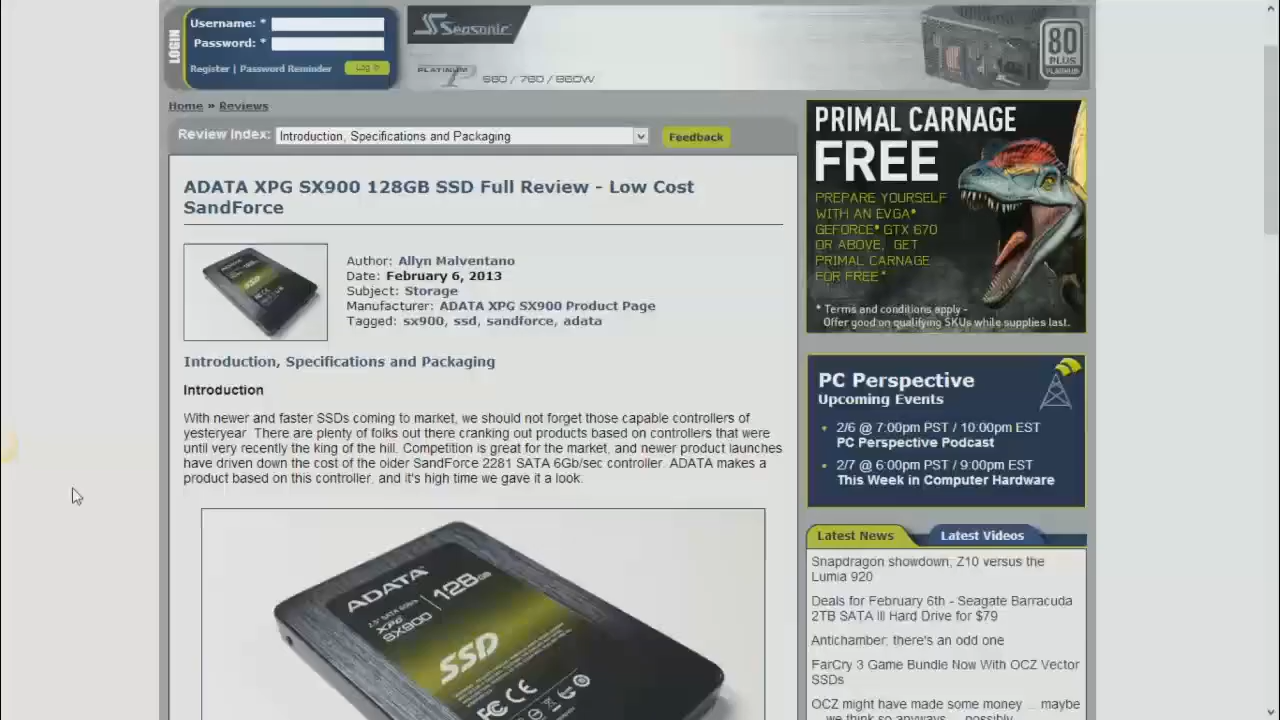 Username: *
Password: *
LOGIN
Register | Password Reminder
Log in
Seasonic
PLATINUM
80
PLUS
PLATINUM
Home » Reviews
Review Index:
Introduction, Specifications and Packaging
Feedback
ADATA XPG SX900 128GB SSD Full Review - Low Cost
SandForce
Author: Allyn Malventano
Date: February 6, 2013
Subject: Storage
Manufacturer: ADATA XPG SX900 Product Page
Tagged: sx900, ssd, sandforce, adata
Introduction, Specifications and Packaging
Introduction
With newer and faster SSDs coming to market, we should not forget those capable controllers of
yesteryear. There are plenty of folks out there cranking out products based on controllers that were
until very recently the king of the hill. Competition is great for the market, and newer product launches
have driven down the cost of the older SandForce 2281 SATA 6Gb/sec controller. ADATA makes a
product based on this controller, and it's high time we gave it a look.
ADATA
128GB
2.5" SATA 6Gb/s
XPG
SX900
SSD
PRIMAL CARNAGE
FREE
PREPARE YOURSELF
WITH AN EVGA*
GEFORCE* GTX 670
OR ABOVE, GET
PRIMAL CARNAGE
FOR FREE*
* Terms and conditions apply -
Offer good on qualifying SKUs while supplies last.
PC Perspective
Upcoming Events
2/6 @ 7:00pm PST / 10:00pm EST
PC Perspective Podcast
2/7 @ 6:00pm PST / 9:00pm EST
This Week in Computer Hardware
Latest News
Latest Videos
Snapdragon showdown; Z10 versus the
Lumia 920
Deals for February 6th - Seagate Barracuda
2TB SATA III Hard Drive for $79
Antichamber; there's an odd one
FarCry 3 Game Bundle Now With OCZ Vector
SSDs
OCZ might have made some money ... maybe
... we think so anyways ... possibly